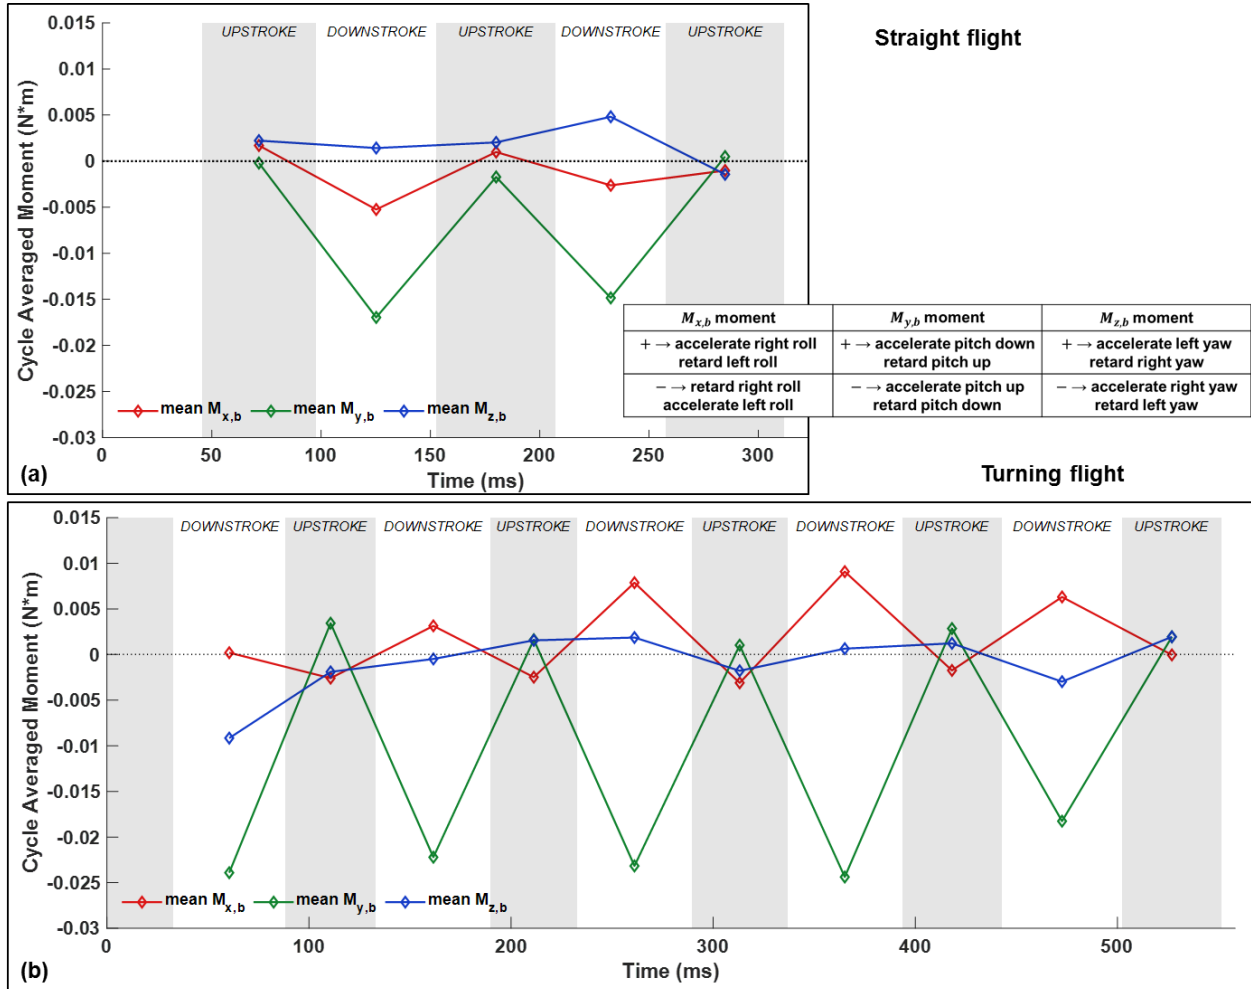 Straight flight
UPSTROKE DOWNSTROKE UPSTROKE DOWNSTROKE UPSTROKE
Cycle Averaged Moment (N*m)
0.015
0.01
0.005
0
-0.005
-0.01
-0.015
-0.02
-0.025
-0.03
mean Mx,b mean My,b mean Mz,b
0 50 100 150 200 250 300
Time (ms)
(a)
Mx,b moment My,b moment Mz,b moment
+ → accelerate right roll + → accelerate pitch down + → accelerate left yaw
retard left roll retard pitch up retard right yaw
− → retard right roll − → accelerate pitch up − → accelerate right yaw
accelerate left roll retard pitch down retard left yaw
Turning flight
DOWNSTROKE UPSTROKE DOWNSTROKE UPSTROKE DOWNSTROKE UPSTROKE DOWNSTROKE UPSTROKE DOWNSTROKE UPSTROKE
Cycle Averaged Moment (N*m)
0.015
0.01
0.005
0
-0.005
-0.01
-0.015
-0.02
-0.025
-0.03
mean Mx,b mean My,b mean Mz,b
0 100 200 300 400 500
Time (ms)
(b)